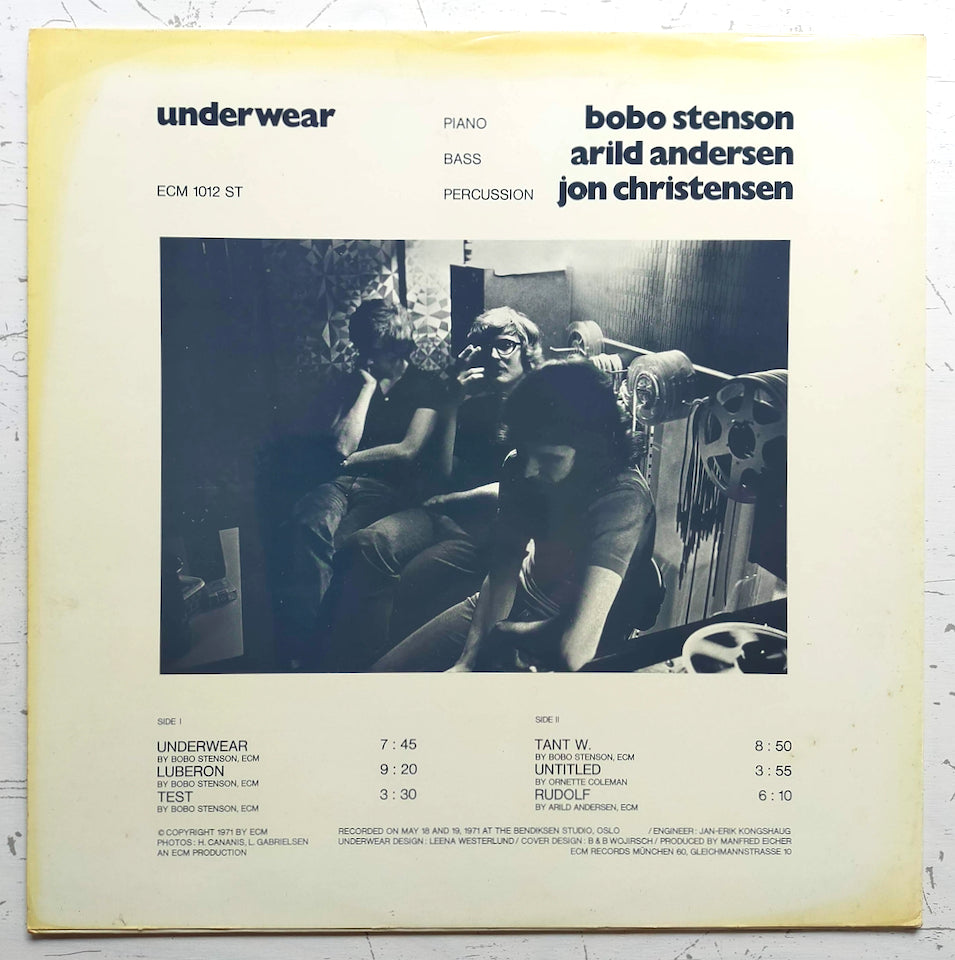 underwear
PIANO bobo stenson
BASS arild andersen
ECM 1012 ST
PERCUSSION jon christensen
SIDE I
UNDERWEAR 7 : 45
BY BOBO STENSON, ECM
LUBERON 9 : 20
BY BOBO STENSON, ECM
TEST 3 : 30
BY BOBO STENSON, ECM
SIDE II
TANT W. 8 : 50
BY BOBO STENSON, ECM
UNTITLED 3 : 55
BY ORNETTE COLEMAN
RUDOLF 6 : 10
BY ARILD ANDERSEN, ECM
© COPYRIGHT 1971 BY ECM
PHOTOS : H. CANANIS, L. GABRIELSEN
AN ECM PRODUCTION
RECORDED ON MAY 18 AND 19, 1971 AT THE BENDIKSEN STUDIO, OSLO / ENGINEER : JAN-ERIK KONGSHAUG
UNDERWEAR DESIGN : LEENA WESTERLUND / COVER DESIGN : B & B WOJIRSCH / PRODUCED BY MANFRED EICHER
ECM RECORDS MÜNCHEN 60, GLEICHMANNSTRASSE 10